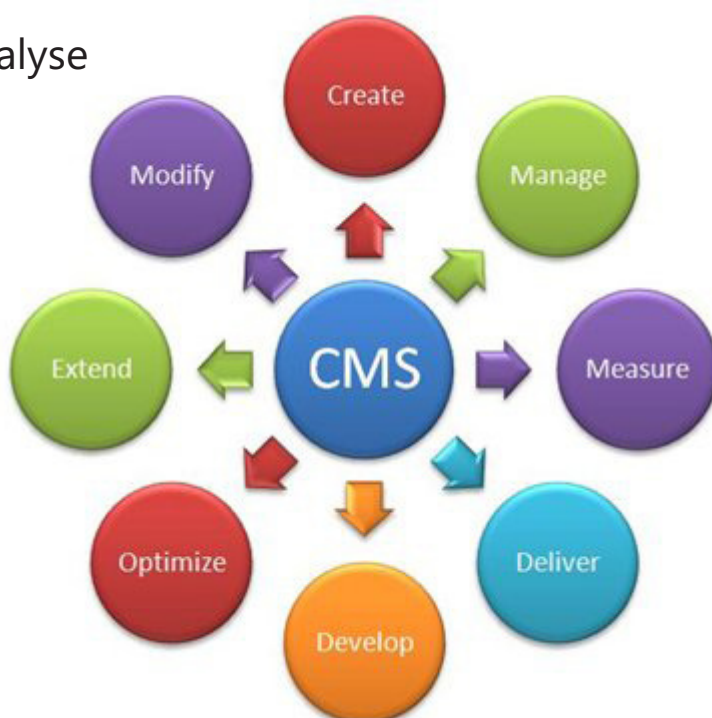 alyse
Create
Modify
Manage
Extend
CMS
Measure
Optimize
Deliver
Develop